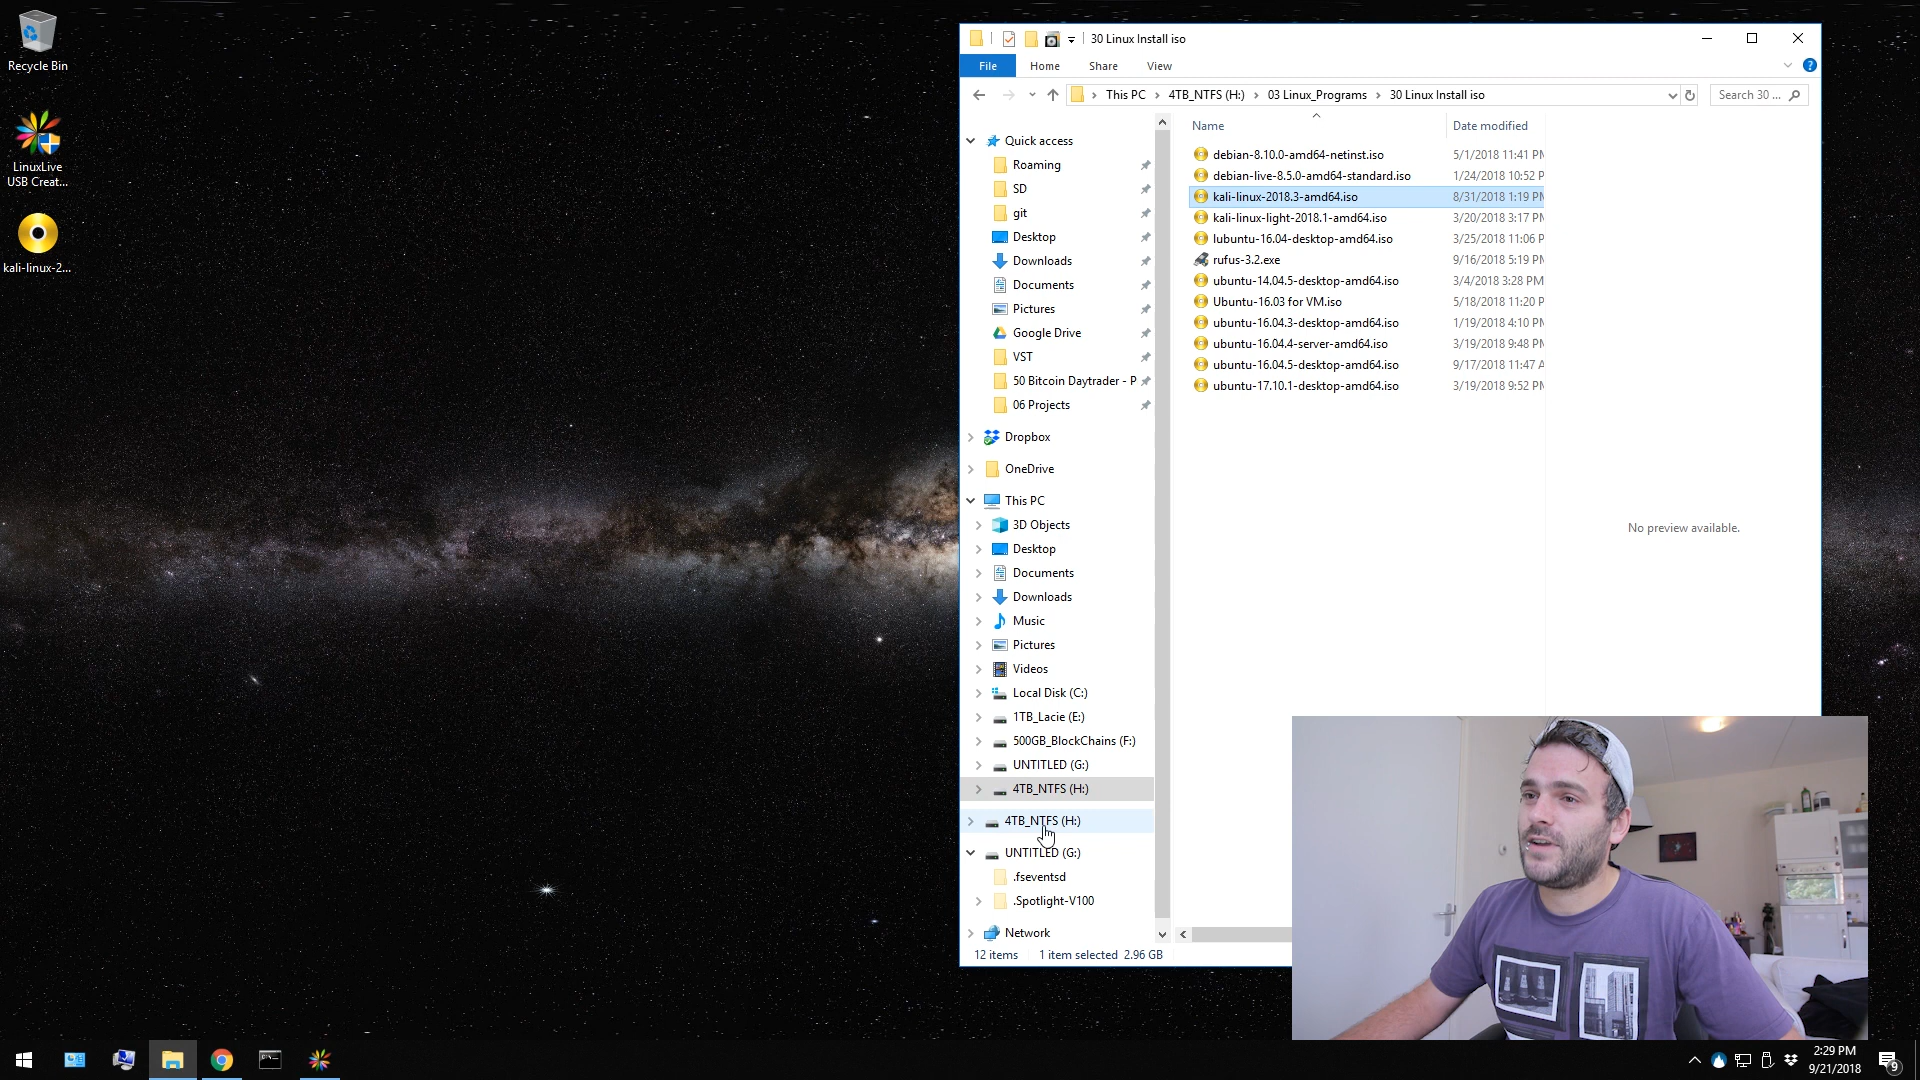 Recycle Bin
LinuxLive
USB Creat...
kali-linux-2...
30 Linux Install iso
File
Home
Share
View
This PC
4TB_NTFS (H:)
03 Linux_Programs
30 Linux Install iso
Search 30 ...
Quick access
Roaming
SD
git
Desktop
Downloads
Documents
Pictures
Google Drive
VST
50 Bitcoin Daytrader - P
06 Projects
Dropbox
OneDrive
This PC
3D Objects
Desktop
Documents
Downloads
Music
Pictures
Videos
Local Disk (C:)
1TB_Lacie (E:)
500GB_BlockChains (F:)
UNTITLED (G:)
4TB_NTFS (H:)
4TB_NTFS (H:)
UNTITLED (G:)
.fseventsd
.Spotlight-V100
Network
Name
Date modified
debian-8.10.0-amd64-netinst.iso 5/1/2018 11:41 PM
debian-live-8.5.0-amd64-standard.iso 1/24/2018 10:52 P
kali-linux-2018.3-amd64.iso 8/31/2018 1:19 PM
kali-linux-light-2018.1-amd64.iso 3/20/2018 3:17 PM
lubuntu-16.04-desktop-amd64.iso 3/25/2018 11:06 P
rufus-3.2.exe 9/16/2018 5:19 PM
ubuntu-14.04.5-desktop-amd64.iso 3/4/2018 3:28 PM
Ubuntu-16.03 for VM.iso 5/18/2018 11:20 P
ubuntu-16.04.3-desktop-amd64.iso 1/19/2018 4:10 PM
ubuntu-16.04.4-server-amd64.iso 3/19/2018 9:48 PM
ubuntu-16.04.5-desktop-amd64.iso 9/17/2018 11:47 A
ubuntu-17.10.1-desktop-amd64.iso 3/19/2018 9:52 PM
No preview available.
12 items
1 item selected 2.96 GB
2:29 PM
9/21/2018
9